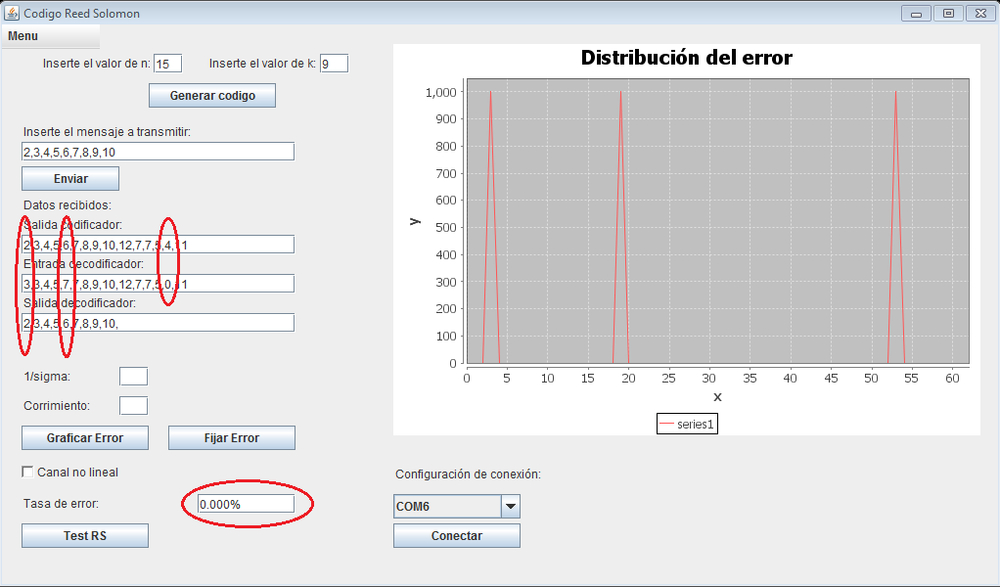 Codigo Reed Solomon
Menu
Inserte el valor de n: 15 Inserte el valor de k: 9
Generar codigo
Inserte el mensaje a transmitir:
2,3,4,5,6,7,8,9,10
Enviar
Datos recibidos:
Salida codificador:
2,3,4,5,6,7,8,9,10,12,7,7,5,4,11
Entrada decodificador:
3,3,4,5,7,7,8,9,10,12,7,7,5,0,11
Salida decodificador:
2,3,4,5,6,7,8,9,10,
1/sigma:
Corrimiento:
Graficar Error Fijar Error
Canal no lineal
Tasa de error: 0.000%
Test RS
Distribución del error
1,000
900
800
700
600
500
400
300
200
100
0
y
0 5 10 15 20 25 30 35 40 45 50 55 60
x
series1
Configuración de conexión:
COM6
Conectar